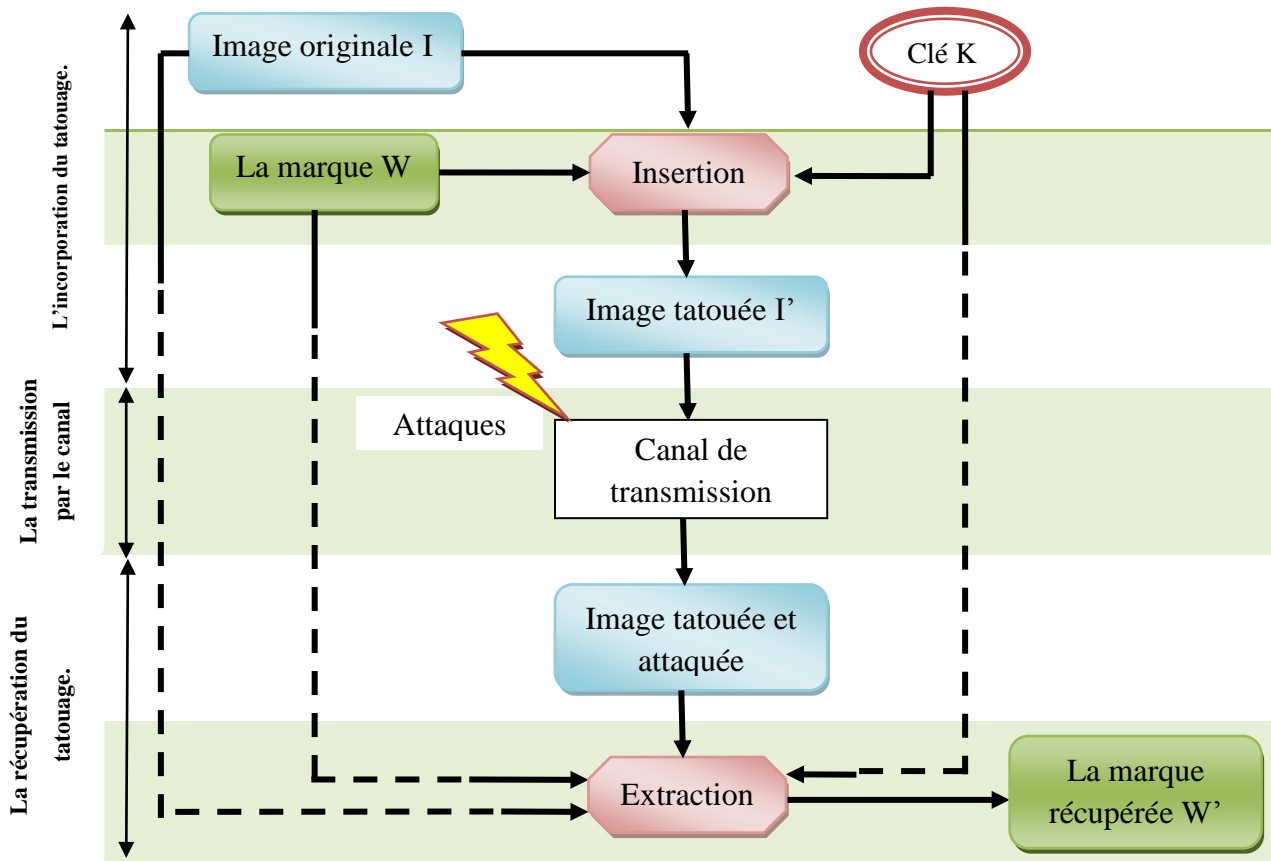 Image originale I
Clé K
L'incorporation du tatouage.
La marque W
Insertion
Image tatouée I’
Attaques
Canal de
transmission
La transmission
par le canal
Image tatouée et
attaquée
La récupération du
tatouage.
Extraction
La marque
récupérée W’